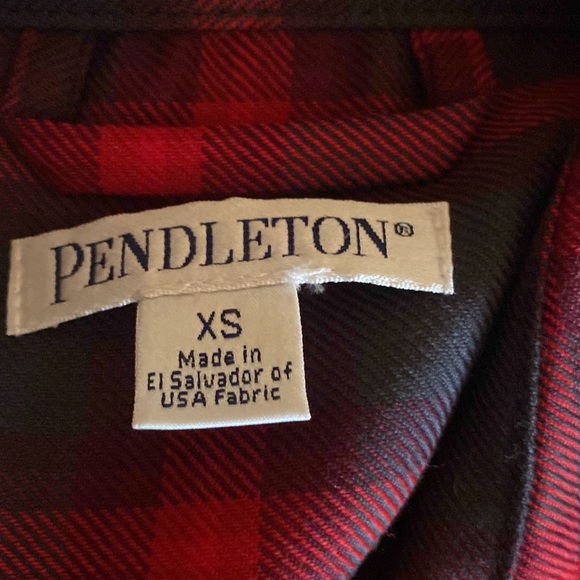 PENDLETON®
XS
Made in
El Salvador of
USA Fabric